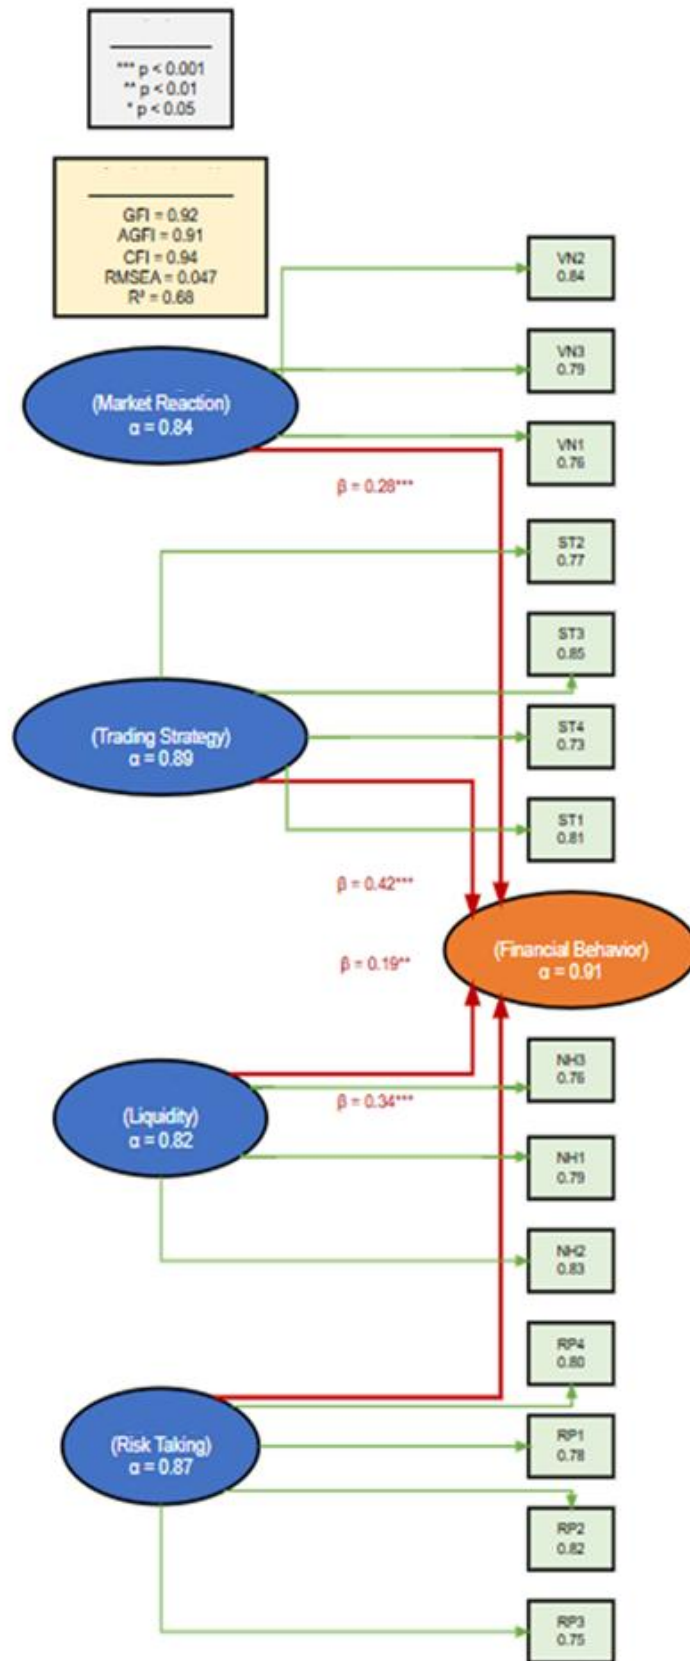 *** p < 0.001
** p < 0.01
* p < 0.05
GFI = 0.92
AGFI = 0.91
CFI = 0.94
RMSEA = 0.047
R² = 0.68
VN2
0.84
VN3
0.79
(Market Reaction)
α = 0.84
VN1
0.76
β = 0.28***
ST2
0.77
ST3
0.85
(Trading Strategy)
α = 0.89
ST4
0.73
ST1
0.81
β = 0.42***
(Financial Behavior)
α = 0.91
β = 0.19**
NH3
0.76
β = 0.34***
(Liquidity)
α = 0.82
NH1
0.79
NH2
0.83
RP4
0.80
(Risk Taking)
α = 0.87
RP1
0.78
RP2
0.82
RP3
0.75